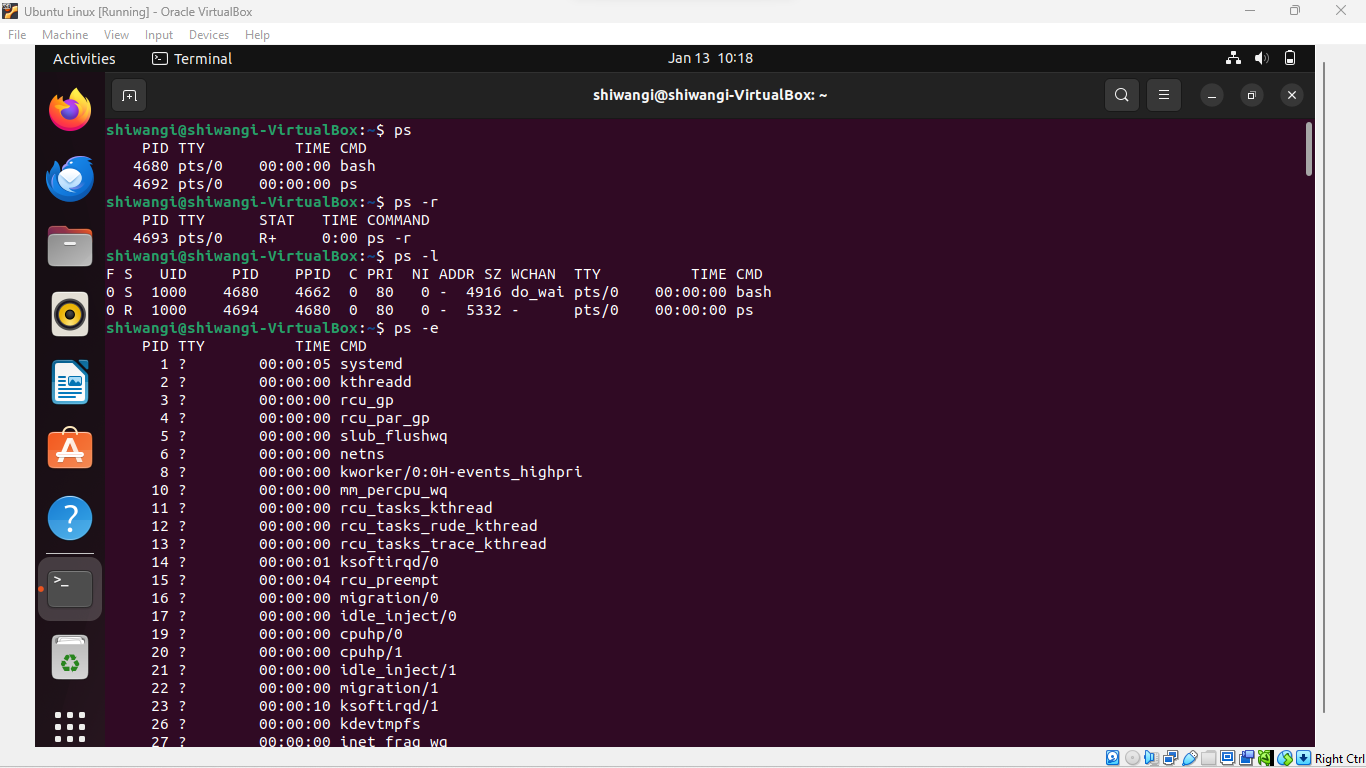 Ubuntu Linux [Running] - Oracle VirtualBox
File Machine View Input Devices Help
Activities Terminal Jan 13 10:18
shiwangi@shiwangi-VirtualBox: ~
shiwangi@shiwangi-VirtualBox:~$ ps
PID TTY TIME CMD
4680 pts/0 00:00:00 bash
4692 pts/0 00:00:00 ps
shiwangi@shiwangi-VirtualBox:~$ ps -r
PID TTY STAT TIME COMMAND
4693 pts/0 R+ 0:00 ps -r
shiwangi@shiwangi-VirtualBox:~$ ps -l
F S UID PID PPID C PRI NI ADDR SZ WCHAN TTY TIME CMD
0 S 1000 4680 4662 0 80 0 - 4916 do_wai pts/0 00:00:00 bash
0 R 1000 4694 4680 0 80 0 - 5332 - pts/0 00:00:00 ps
shiwangi@shiwangi-VirtualBox:~$ ps -e
PID TTY TIME CMD
1 ? 00:00:05 systemd
2 ? 00:00:00 kthreadd
3 ? 00:00:00 rcu_gp
4 ? 00:00:00 rcu_par_gp
5 ? 00:00:00 slub_flushwq
6 ? 00:00:00 netns
8 ? 00:00:00 kworker/0:0H-events_highpri
10 ? 00:00:00 mm_percpu_wq
11 ? 00:00:00 rcu_tasks_kthread
12 ? 00:00:00 rcu_tasks_rude_kthread
13 ? 00:00:00 rcu_tasks_trace_kthread
14 ? 00:00:01 ksoftirqd/0
15 ? 00:00:04 rcu_preempt
16 ? 00:00:00 migration/0
17 ? 00:00:00 idle_inject/0
19 ? 00:00:00 cpuhp/0
20 ? 00:00:00 cpuhp/1
21 ? 00:00:00 idle_inject/1
22 ? 00:00:00 migration/1
23 ? 00:00:10 ksoftirqd/1
26 ? 00:00:00 kdevtmpfs
27 ? 00:00:00 inet_frag_wq
Right Ctrl